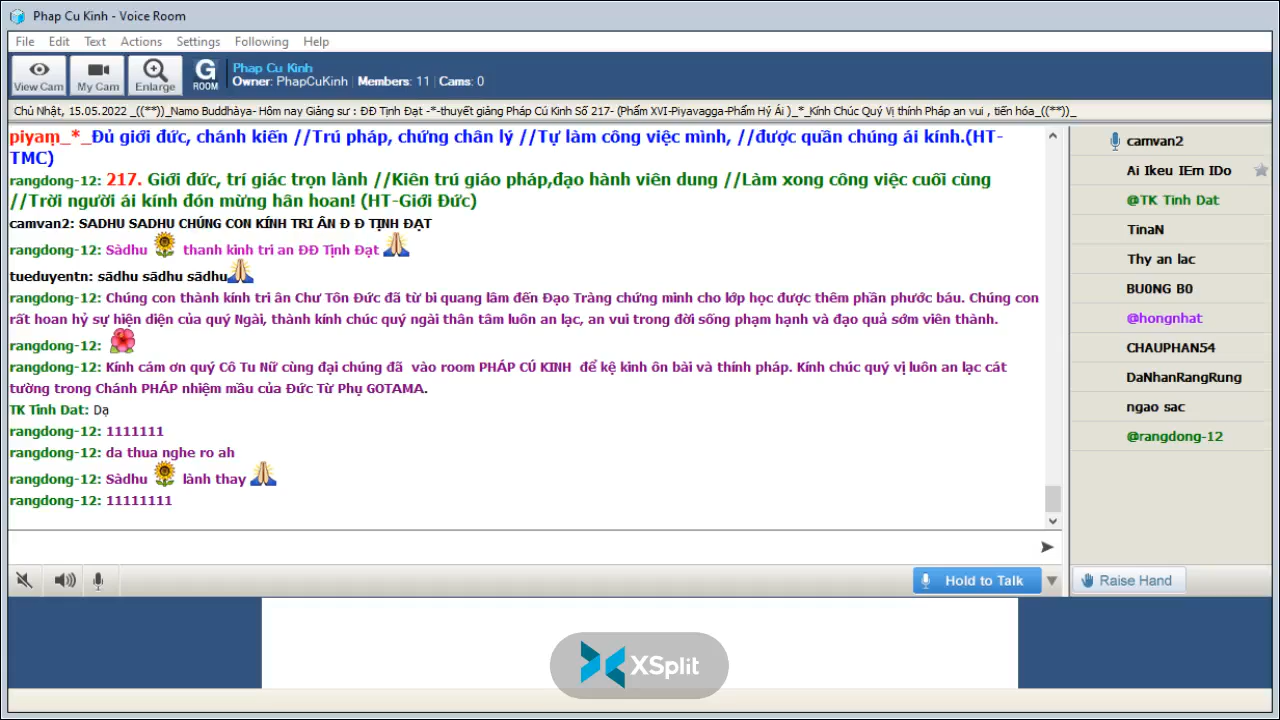 Phap Cu Kinh - Voice Room
File Edit Text Actions Settings Following Help
View Cam My Cam Enlarge G ROOM
Phap Cu Kinh
Owner: PhapCuKinh | Members: 11 | Cams: 0
Chủ Nhật, 15.05.2022 _((**))_Namo Buddhàya- Hôm nay Giảng sư : ĐĐ Tịnh Đạt -*-thuyết giảng Pháp Cú Kinh Số 217- (Phẩm XVI-Piyavagga-Phẩm Hỷ Ái )_*_Kính Chúc Quý Vị thính Pháp an vui , tiến hóa_((**))_
piyaṃ_*_Đủ giới đức, chánh kiến //Trú pháp, chứng chân lý //Tự làm công việc mình, //được quần chúng ái kính.(HT-
TMC)
rangdong-12: 217. Giới đức, trí giác trọn lành //Kiên trú giáo pháp,đạo hành viên dung //Làm xong công việc cuối cùng
//Trời người ái kính đón mừng hân hoan! (HT-Giới Đức)
camvan2: SADHU SADHU CHÚNG CON KÍNH TRI ÂN Đ Đ TỊNH ĐẠT
rangdong-12: Sàdhu thanh kinh tri an ĐĐ Tịnh Đạt
tueduyentn: sādhu sādhu sādhu
rangdong-12: Chúng con thành kính tri ân Chư Tôn Đức đã từ bi quang lâm đến Đạo Tràng chứng minh cho lớp học được thêm phần phước báu. Chúng con
rất hoan hỷ sự hiện diện của quý Ngài, thành kính chúc quý ngài thân tâm luôn an lạc, an vui trong đời sống phạm hạnh và đạo quả sớm viên thành.
rangdong-12:
rangdong-12: Kính cám ơn quý Cô Tu Nữ cùng đại chúng đã vào room PHÁP CÚ KINH để kệ kinh ôn bài và thính pháp. Kính chúc quý vị luôn an lạc cát
tường trong Chánh PHÁP nhiệm mầu của Đức Từ Phụ GOTAMA.
TK Tinh Dat: Dạ
rangdong-12: 1111111
rangdong-12: da thua nghe ro ah
rangdong-12: Sàdhu lành thay
rangdong-12: 11111111
camvan2
Ai Ikeu IEm IDo
@TK Tinh Dat
TinaN
Thy an lac
BU0NG B0
@hongnhat
CHAUPHAN54
DaNhanRangRung
ngao sac
@rangdong-12
Hold to Talk
Raise Hand
XSplit